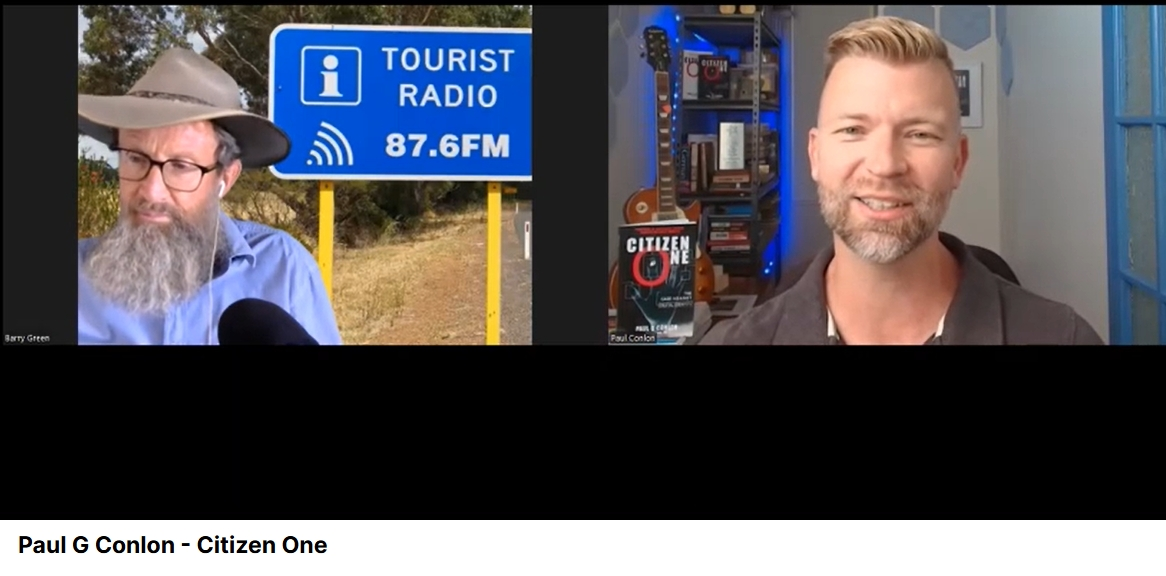 TOURIST
RADIO
87.6FM
Barry Green
CITIZEN
ONE
PAUL G CONLON
Paul Conlon
Paul G Conlon - Citizen One